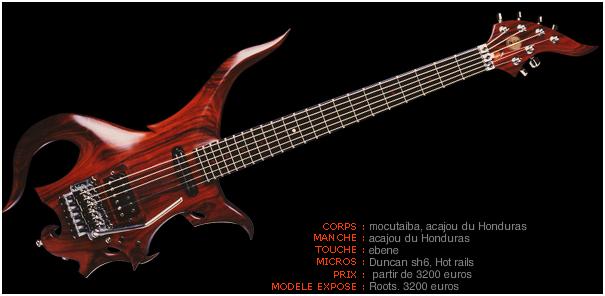 CORPS : mocutaiba, acajou du Honduras
MANCHE : acajou du Honduras
TOUCHE : ebene
MICROS : Duncan sh6, Hot rails
PRIX : partir de 3200 euros
MODELE EXPOSE : Roots. 3200 euros